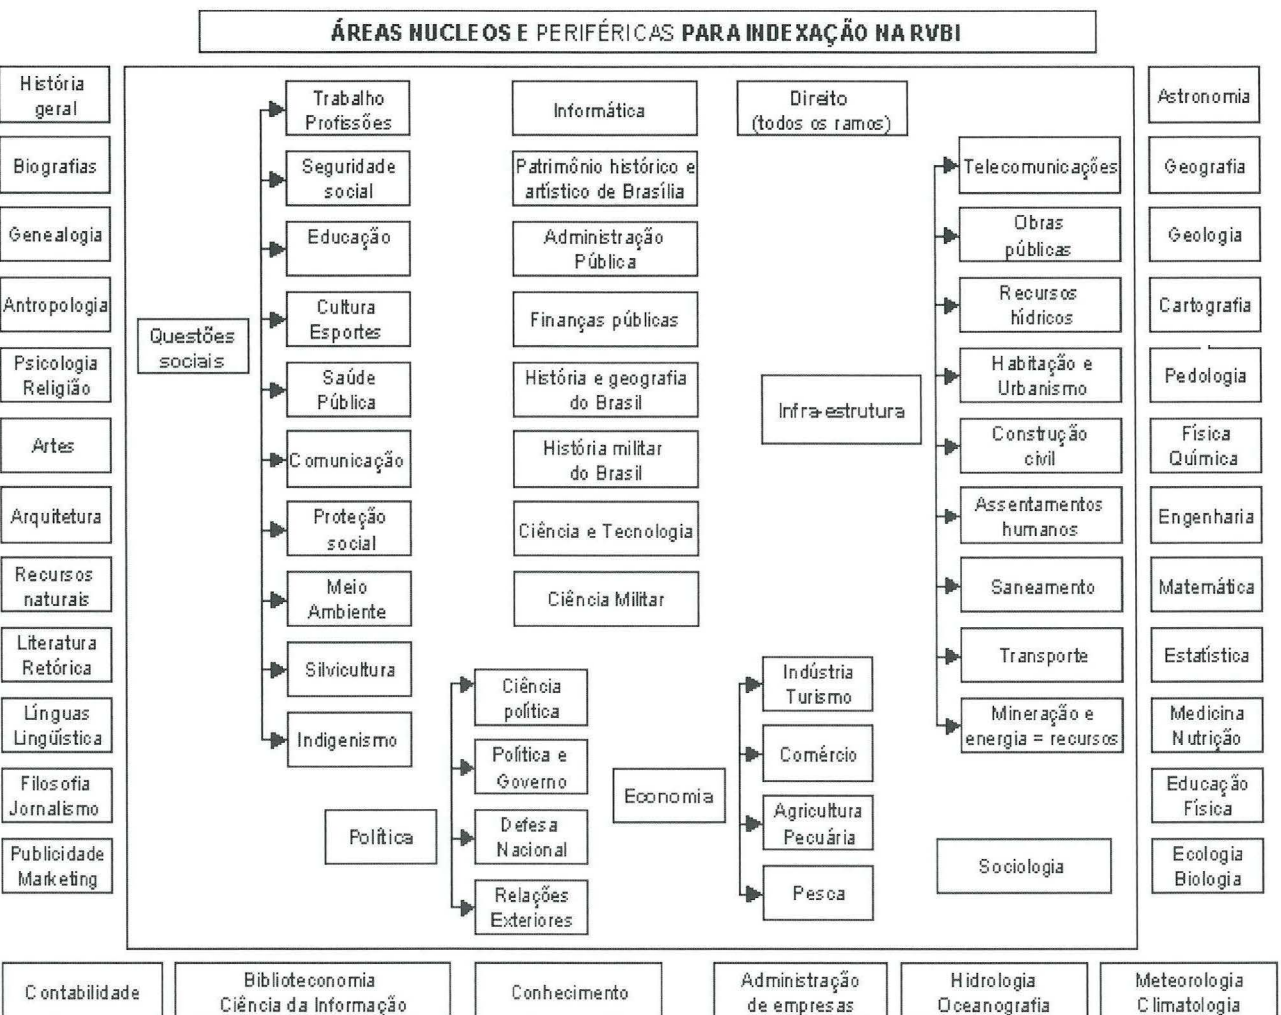 ÁREAS NUCLEOS E PERIFÉRICAS PARA INDEXAÇÃO NA RVBI
História
geral
Biografias
Genealogia
Antropologia
Psicologia
Religião
Artes
Arquitetura
Recursos
naturais
Literatura
Retórica
Línguas
Lingüística
Filosofia
Jornalismo
Publicidade
Marketing
Questões
sociais
Trabalho
Profissões
Seguridade
social
Educação
Cultura
Esportes
Saúde
Pública
Comunicação
Proteção
social
Meio
Ambiente
Silvicultura
Indigenismo
Informática
Patrimônio histórico e
artístico de Brasília
Administração
Pública
Finanças públicas
História e geografia
do Brasil
História militar
do Brasil
Ciência e Tecnologia
Ciência Militar
Direito
(todos os ramos)
Infra-estrutura
Telecomunicações
Obras
públicas
Recursos
hídricos
Habitação e
Urbanismo
Construção
civil
Assentamentos
humanos
Saneamento
Transporte
Mineração e
energia = recursos
Política
Ciência
política
Política e
Governo
Defesa
Nacional
Relações
Exteriores
Economia
Indústria
Turismo
Comércio
Agricultura
Pecuária
Pesca
Sociologia
Astronomia
Geografia
Geologia
Cartografia
Pedologia
Física
Química
Engenharia
Matemática
Estatística
Medicina
Nutrição
Educação
Física
Ecologia
Biologia
Contabilidade
Biblioteconomia
Ciência da Informação
Conhecimento
Administração
de empresas
Hidrologia
Oceanografia
Meteorologia
Climatologia